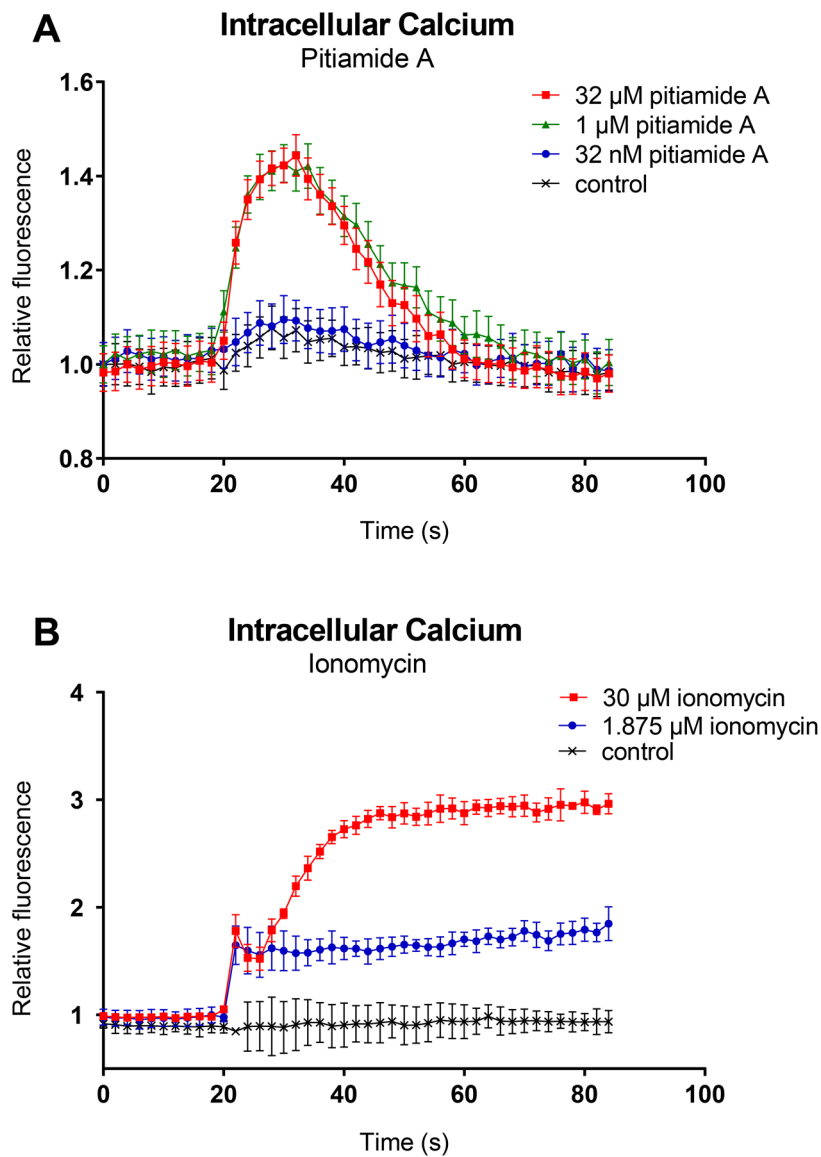 A
Intracellular Calcium
Pitiamide A
32 µM pitiamide A
1 µM pitiamide A
32 nM pitiamide A
control
Relative fluorescence
1.6
1.4
1.2
1.0
0.8
0
20
40
60
80
100
Time (s)
B
Intracellular Calcium
Ionomycin
30 µM ionomycin
1.875 µM ionomycin
control
Relative fluorescence
4
3
2
1
0
20
40
60
80
100
Time (s)